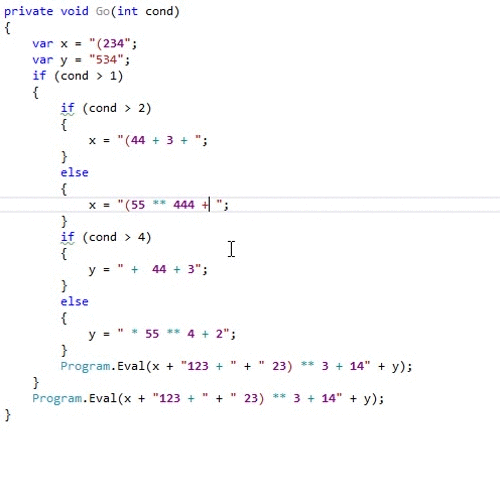 private void Go(int cond)
{
var x = "(234";
var y = "534";
if (cond > 1)
{
if (cond > 2)
{
x = "(44 + 3 + ";
}
else
{
x = "(55 ** 444 + ";
}
if (cond > 4)
{
y = " +  44 + 3";
}
else
{
y = " * 55 ** 4 + 2";
}
Program.Eval(x + "123 + " + " 23) ** 3 + 14" + y);
}
Program.Eval(x + "123 + " + " 23) ** 3 + 14" + y);
}